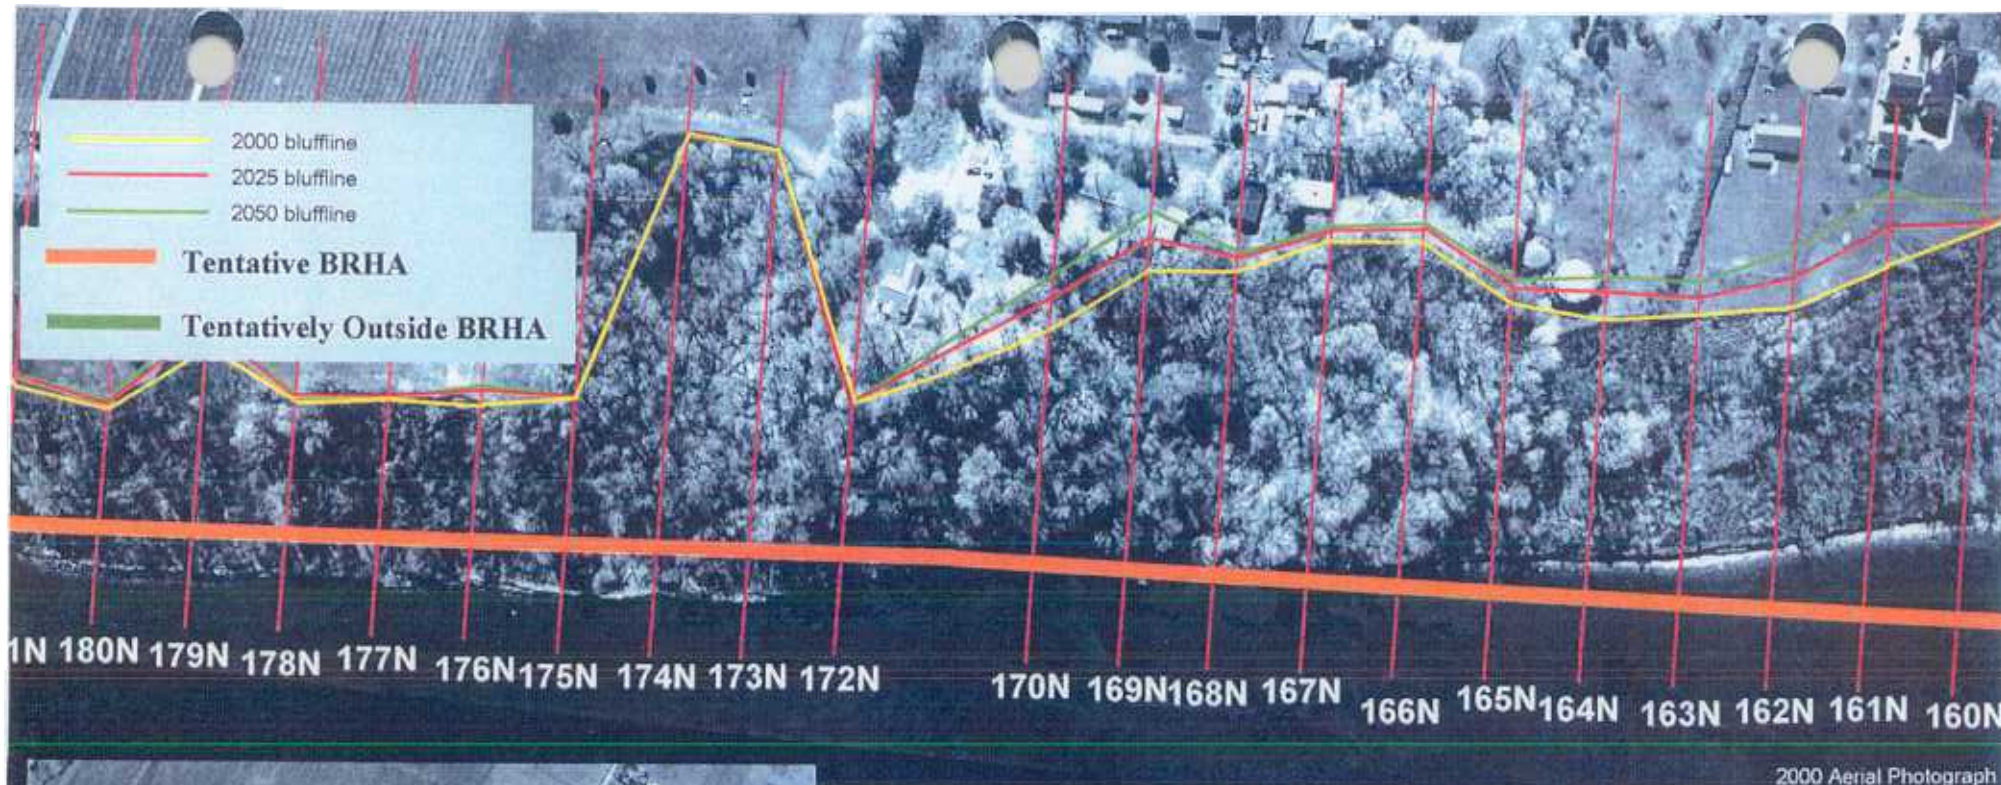 2000 bluffline
2025 bluffline
2050 bluffline
Tentative BRHA
Tentatively Outside BRHA
1N 180N 179N 178N 177N 176N 175N 174N 173N 172N 170N 169N 168N 167N 166N 165N 164N 163N 162N 161N 160N
2000 Aerial Photograph